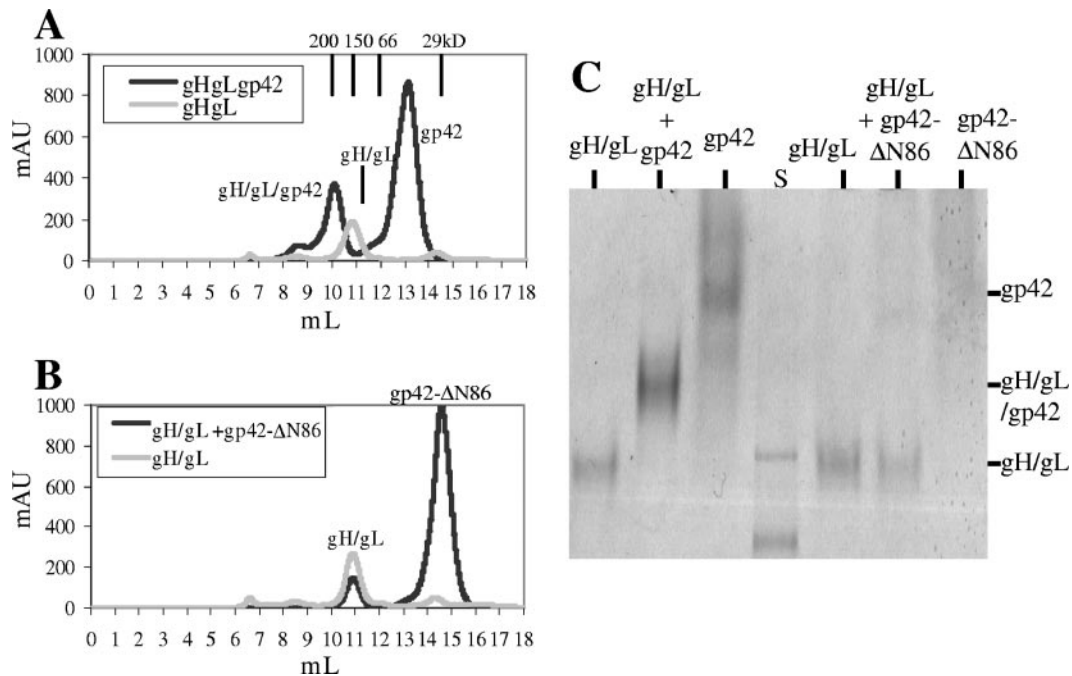 A
200 150 66 29kD
1000
800
600
400
200
0
mAU
gHgLgp42
gHgL
gH/gL/gp42
gH/gL
gp42
0 1 2 3 4 5 6 7 8 9 10 11 12 13 14 15 16 17 18
mL
B
gp42-ΔN86
1000
800
600
400
200
0
mAU
gH/gL +gp42-ΔN86
gH/gL
gH/gL
0 1 2 3 4 5 6 7 8 9 10 11 12 13 14 15 16 17 18
mL
C
gH/gL
gH/gL
+
gp42
gp42
S
gH/gL
gH/gL
+ gp42-
ΔN86
gp42-
ΔN86
gp42
gH/gL
/gp42
gH/gL